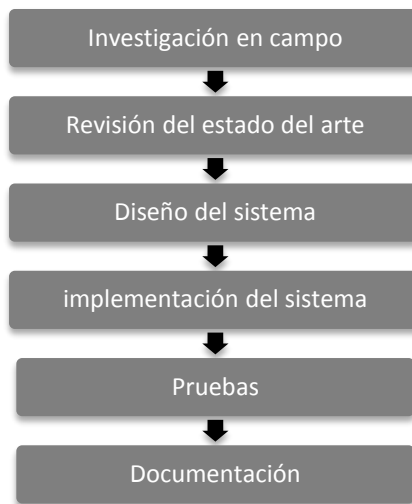 Investigación en campo
Revisión del estado del arte
Diseño del sistema
implementación del sistema
Pruebas
Documentación